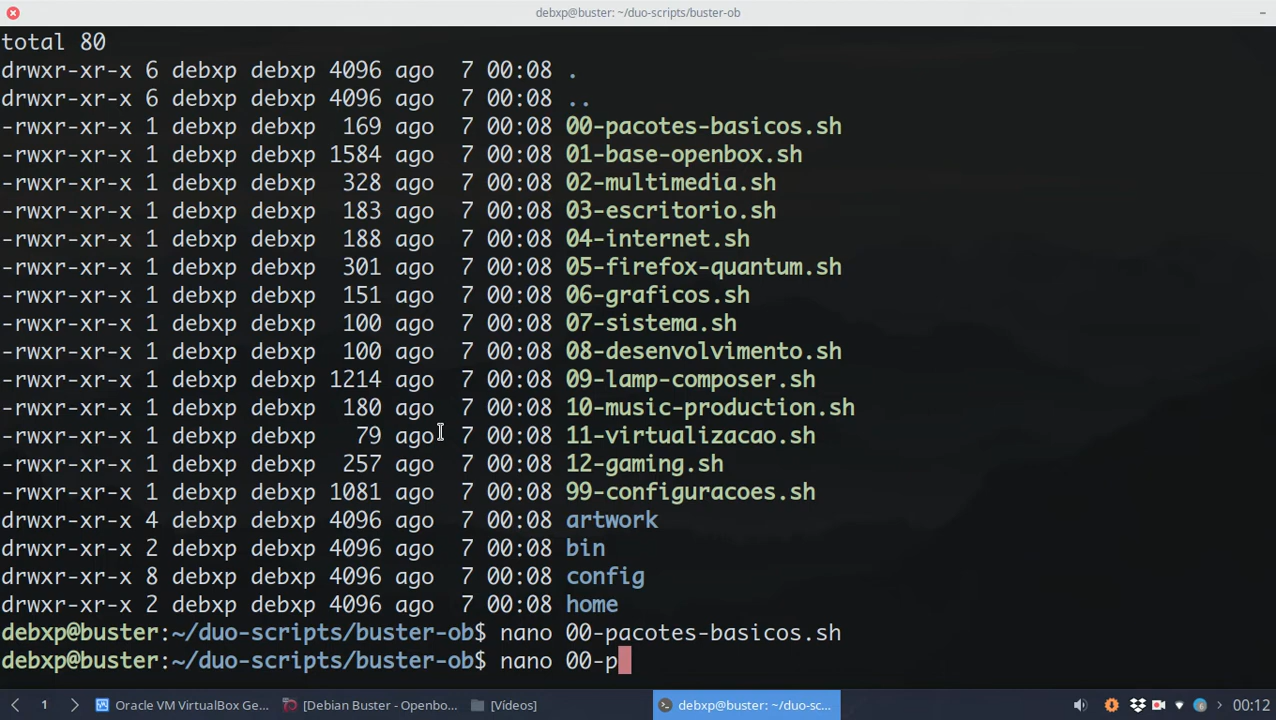 debxp@buster: ~/duo-scripts/buster-ob
total 80
drwxr-xr-x 6 debxp debxp 4096 ago  7 00:08 .
drwxr-xr-x 6 debxp debxp 4096 ago  7 00:08 ..
-rwxr-xr-x 1 debxp debxp  169 ago  7 00:08 00-pacotes-basicos.sh
-rwxr-xr-x 1 debxp debxp 1584 ago  7 00:08 01-base-openbox.sh
-rwxr-xr-x 1 debxp debxp  328 ago  7 00:08 02-multimedia.sh
-rwxr-xr-x 1 debxp debxp  183 ago  7 00:08 03-escritorio.sh
-rwxr-xr-x 1 debxp debxp  188 ago  7 00:08 04-internet.sh
-rwxr-xr-x 1 debxp debxp  301 ago  7 00:08 05-firefox-quantum.sh
-rwxr-xr-x 1 debxp debxp  151 ago  7 00:08 06-graficos.sh
-rwxr-xr-x 1 debxp debxp  100 ago  7 00:08 07-sistema.sh
-rwxr-xr-x 1 debxp debxp  100 ago  7 00:08 08-desenvolvimento.sh
-rwxr-xr-x 1 debxp debxp 1214 ago  7 00:08 09-lamp-composer.sh
-rwxr-xr-x 1 debxp debxp  180 ago  7 00:08 10-music-production.sh
-rwxr-xr-x 1 debxp debxp   79 ago  7 00:08 11-virtualizacao.sh
-rwxr-xr-x 1 debxp debxp  257 ago  7 00:08 12-gaming.sh
-rwxr-xr-x 1 debxp debxp 1081 ago  7 00:08 99-configuracoes.sh
drwxr-xr-x 4 debxp debxp 4096 ago  7 00:08 artwork
drwxr-xr-x 2 debxp debxp 4096 ago  7 00:08 bin
drwxr-xr-x 8 debxp debxp 4096 ago  7 00:08 config
drwxr-xr-x 2 debxp debxp 4096 ago  7 00:08 home
debxp@buster:~/duo-scripts/buster-ob$ nano 00-pacotes-basicos.sh
debxp@buster:~/duo-scripts/buster-ob$ nano 00-p
1 Oracle VM VirtualBox Ge... [Debian Buster - Openbo... [Vídeos] debxp@buster: ~/duo-sc... 00:12